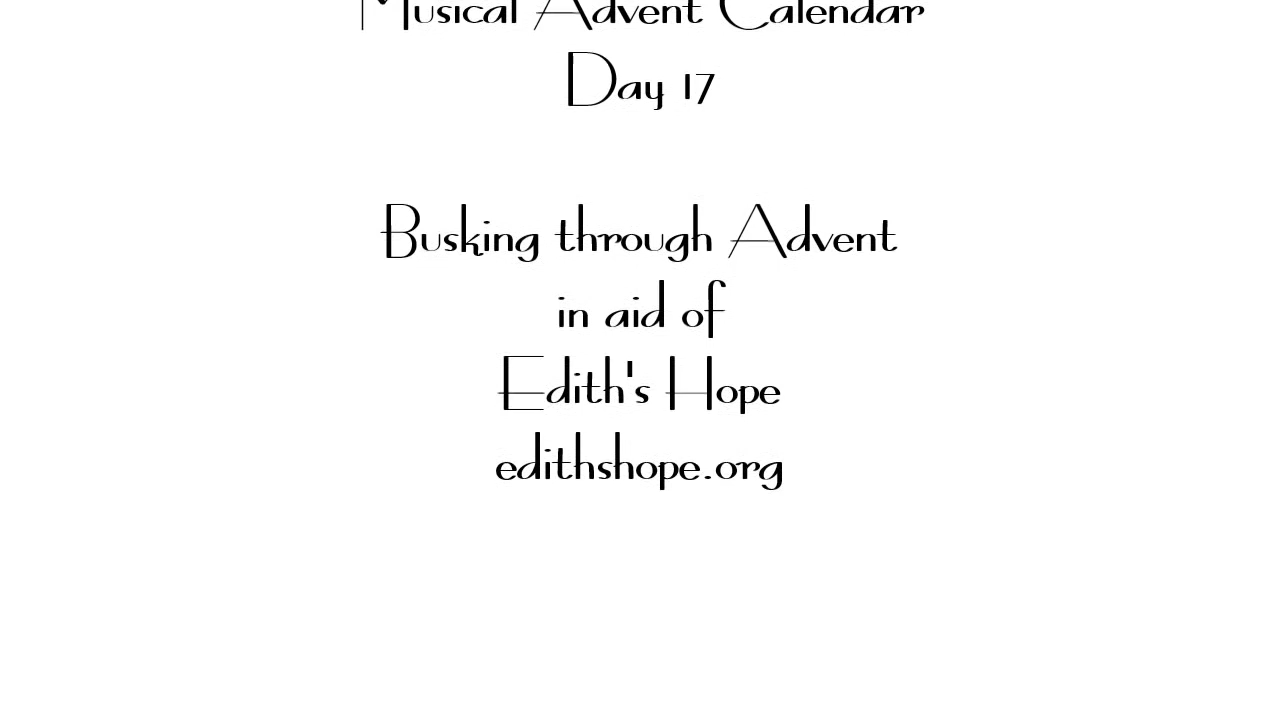 Musical Advent Calendar
Day 17
Busking through Advent
in aid of
Edith's Hope
edithshope.org